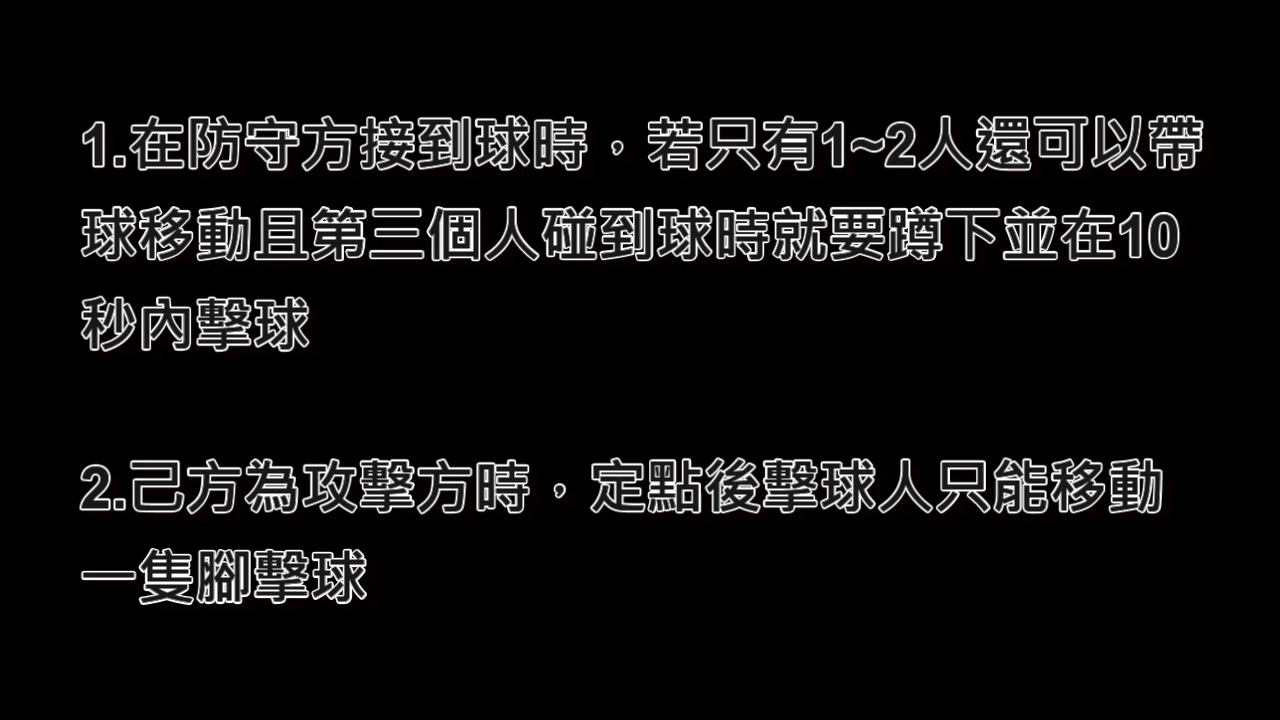 1.在防守方接到球時，若只有1~2人還可以帶
球移動且第三個人碰到球時就要蹲下並在10
秒內擊球
2.己方為攻擊方時，定點後擊球人只能移動
一隻腳擊球